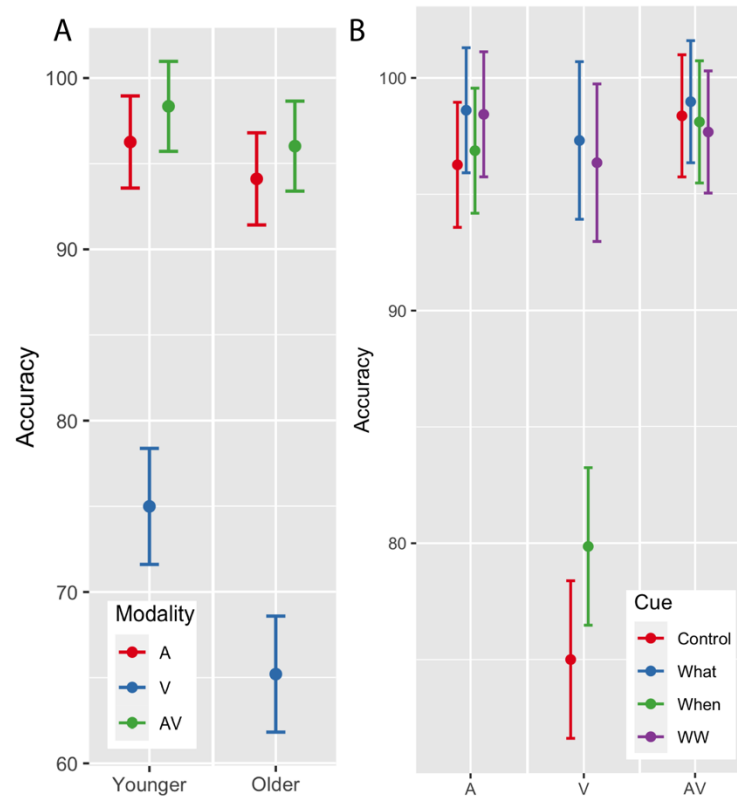 A
Accuracy
100
90
80
70
60
Modality
A
V
AV
Younger Older
B
Accuracy
100
90
80
Cue
Control
What
When
WW
A V AV